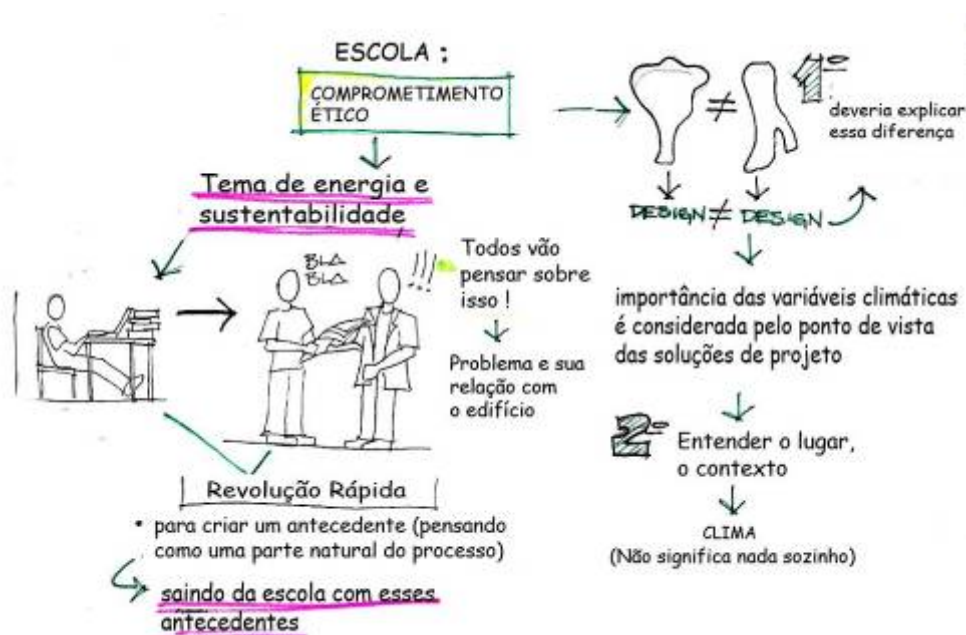 ESCOLA :
COMPROMETIMENTO
ÉTICO
Tema de energia e
sustentabilidade
BLA
BLA
!!!
Todos vão
pensar sobre
isso !
Problema e sua
relação com
o edifício
Revolução Rápida
• para criar um antecedente (pensando
como uma parte natural do processo)
saindo da escola com esses
antecedentes
≠
1º
deveria explicar
essa diferença
DESIGN ≠ DESIGN
importância das variáveis climáticas
é considerada pelo ponto de vista
das soluções de projeto
2º
Entender o lugar,
o contexto
CLIMA
(Não significa nada sozinho)